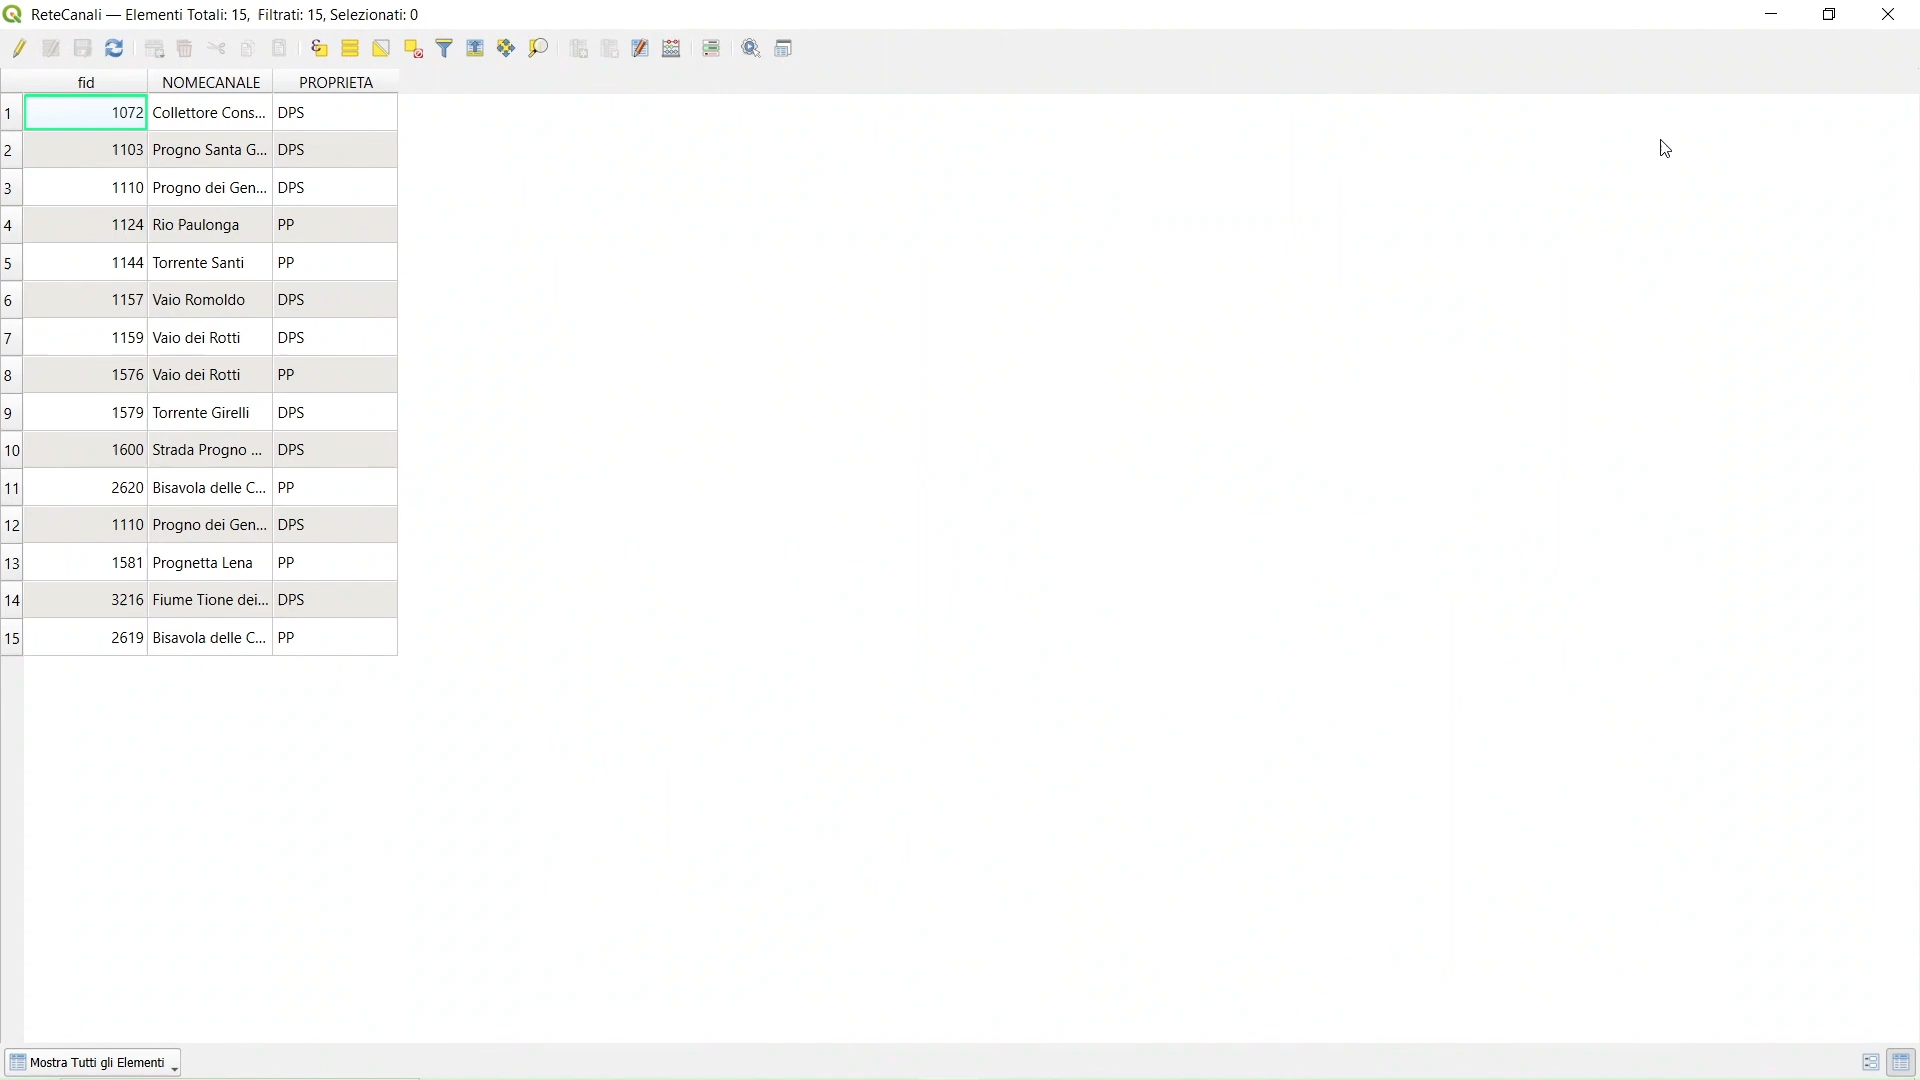 ReteCanali — Elementi Totali: 15, Filtrati: 15, Selezionati: 0
fid NOMECANALE PROPRIETA
1 1072 Collettore Cons... DPS
2 1103 Progno Santa G... DPS
3 1110 Progno dei Gen... DPS
4 1124 Rio Paulonga PP
5 1144 Torrente Santi PP
6 1157 Vaio Romoldo DPS
7 1159 Vaio dei Rotti DPS
8 1576 Vaio dei Rotti PP
9 1579 Torrente Girelli DPS
10 1600 Strada Progno ... DPS
11 2620 Bisavola delle C... PP
12 1110 Progno dei Gen... DPS
13 1581 Prognetta Lena PP
14 3216 Fiume Tione dei... DPS
15 2619 Bisavola delle C... PP
Mostra Tutti gli Elementi